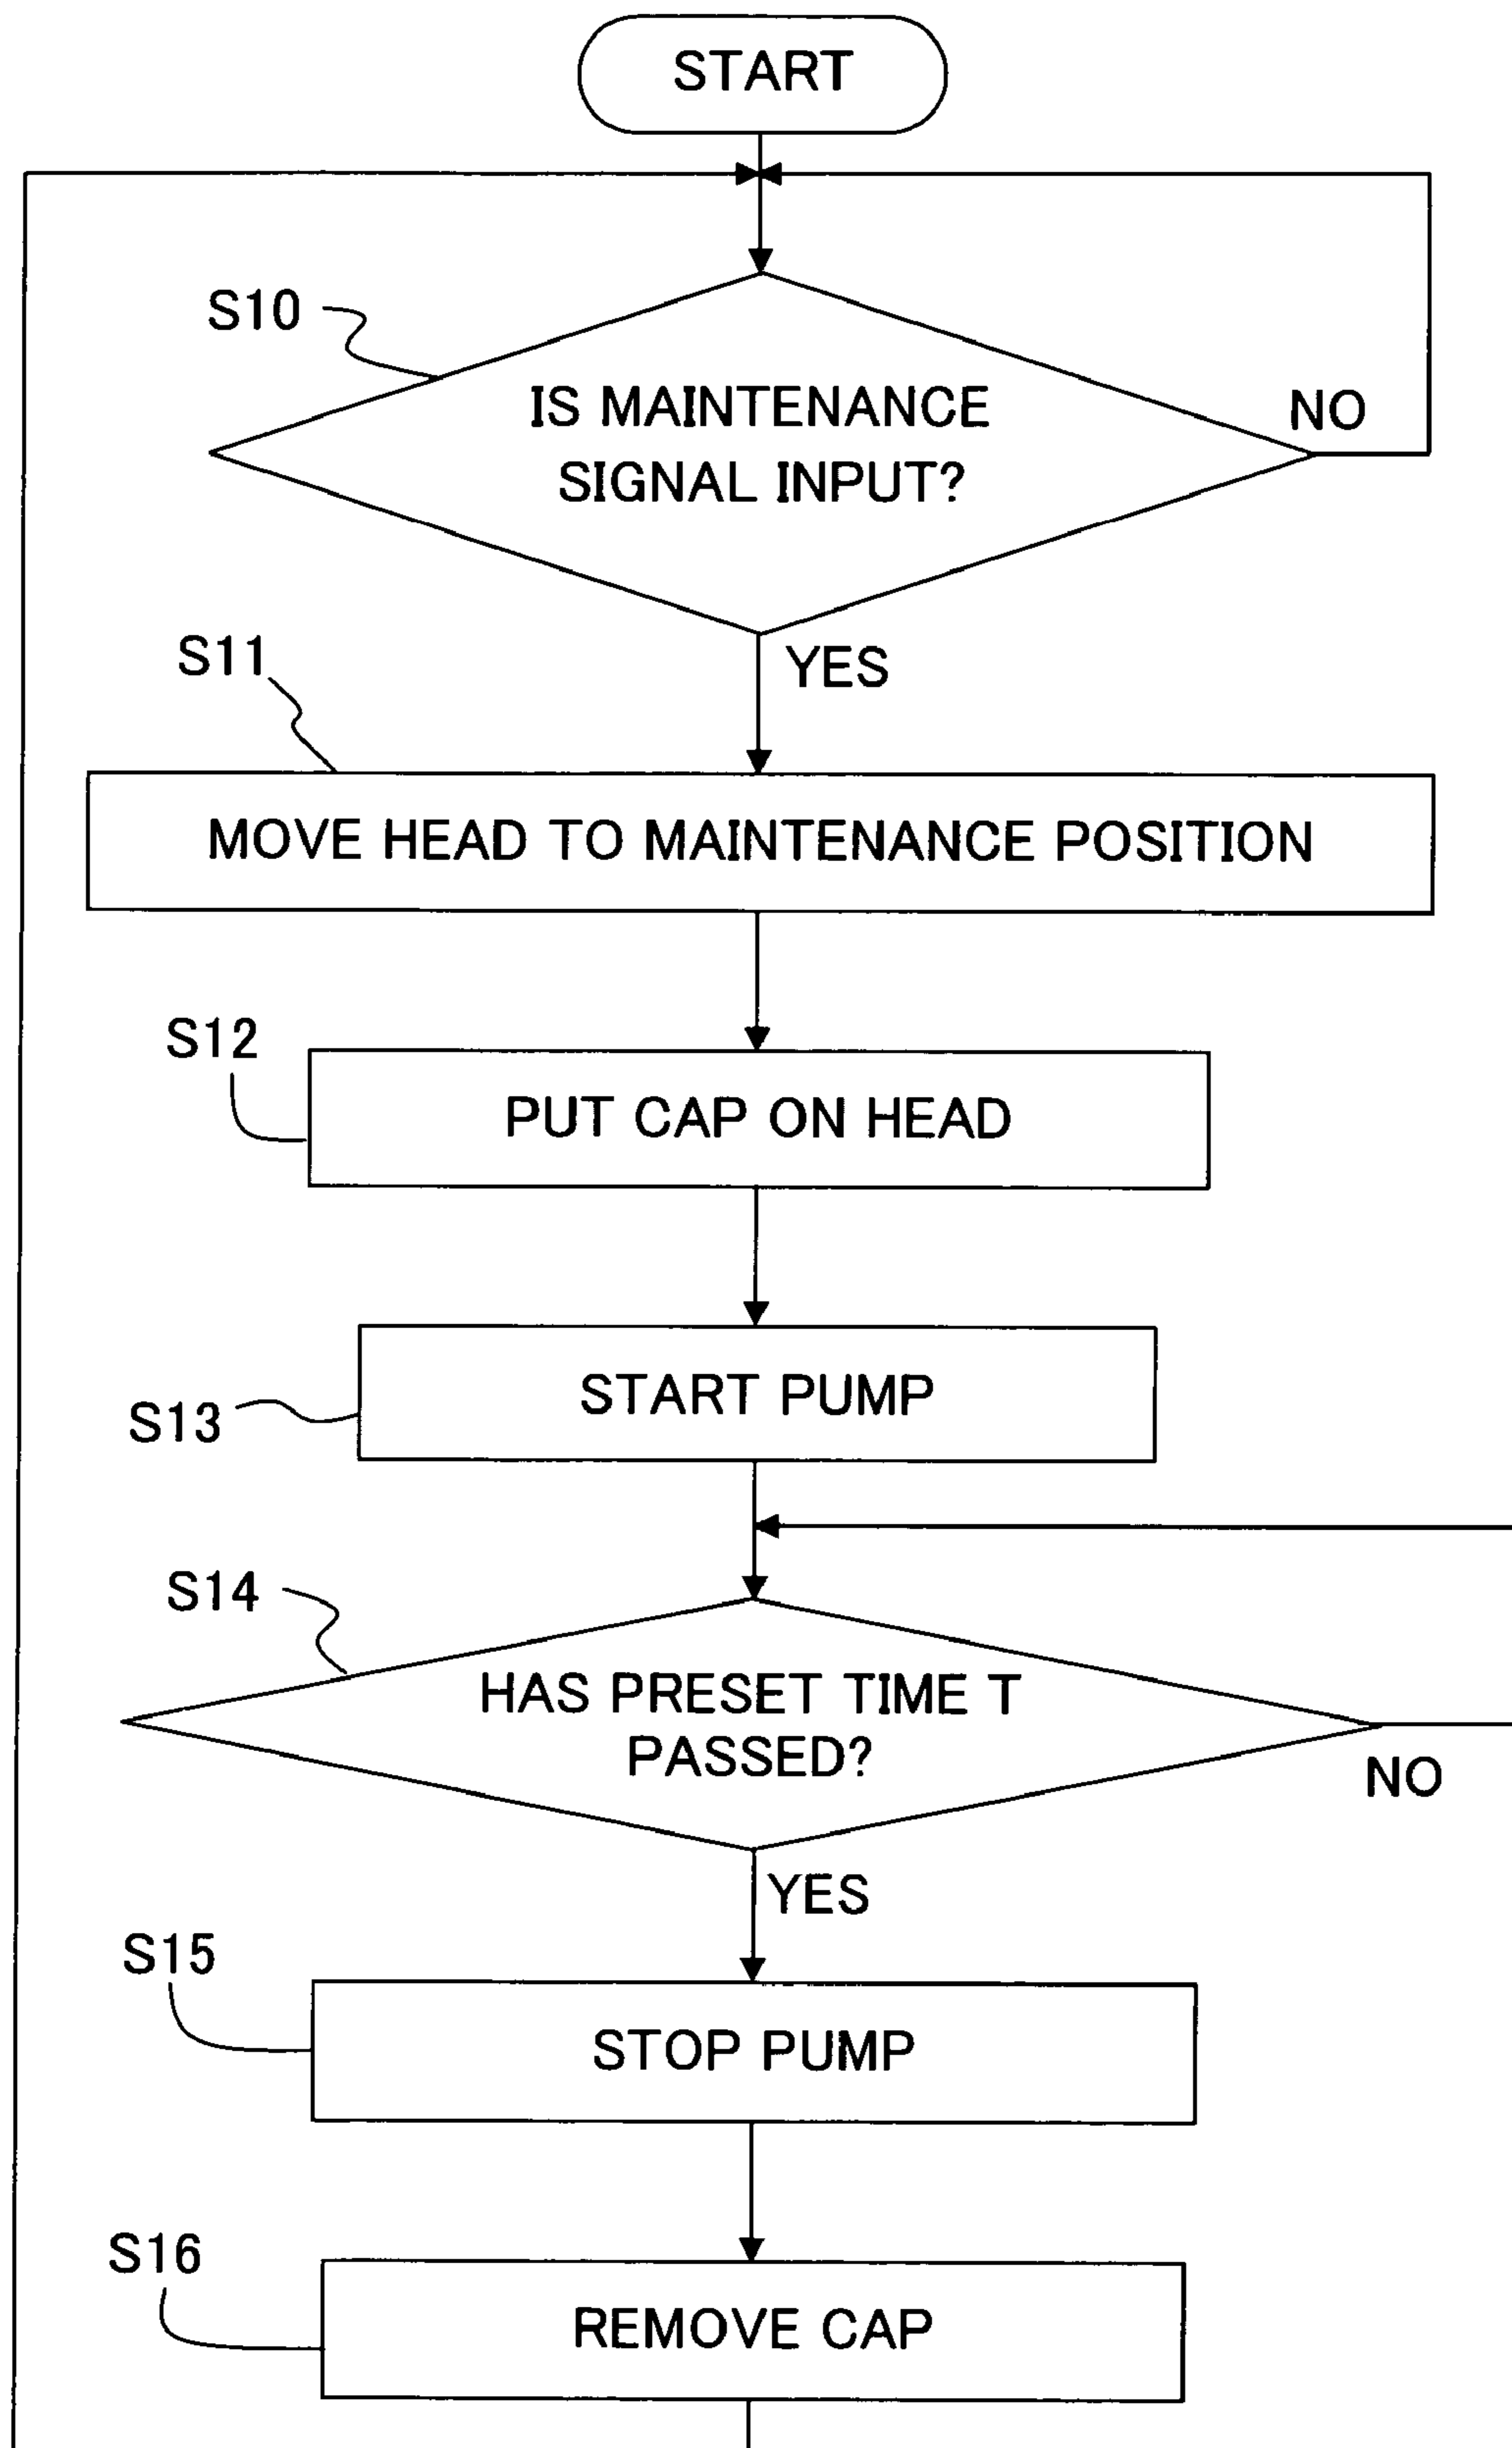 START
S10
IS MAINTENANCE
SIGNAL INPUT?
NO
YES
S11
MOVE HEAD TO MAINTENANCE POSITION
S12
PUT CAP ON HEAD
S13
START PUMP
S14
HAS PRESET TIME T
PASSED?
NO
YES
S15
STOP PUMP
S16
REMOVE CAP